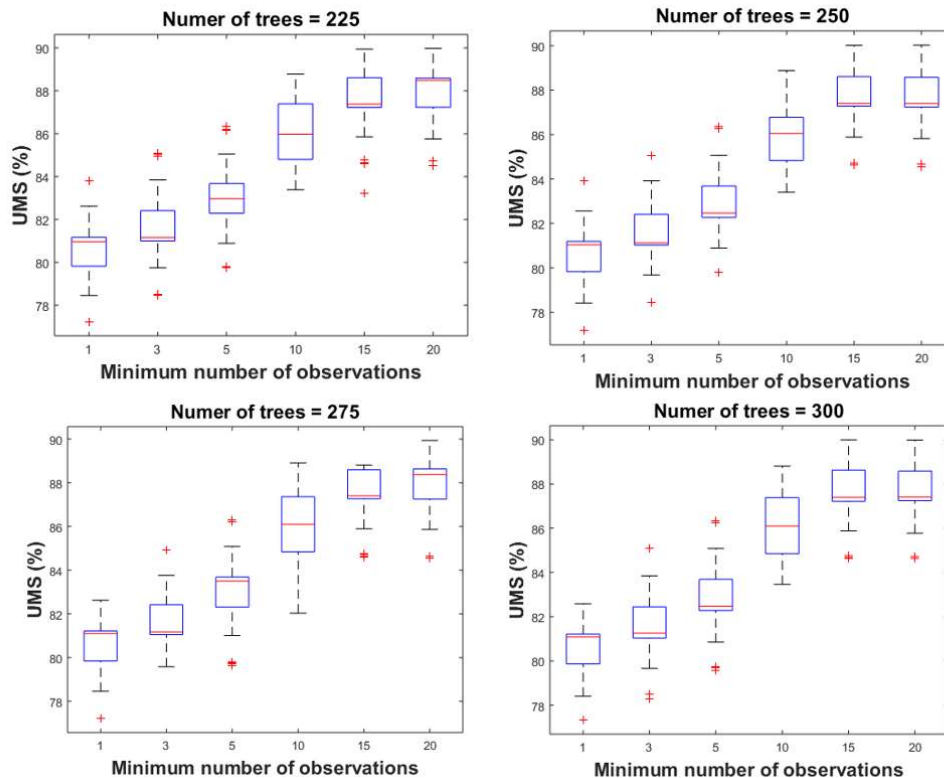 Numer of trees = 225
90
88
86
84
82
80
78
UMS (%)
1 3 5 10 15 20
Minimum number of observations
Numer of trees = 250
90
88
86
84
82
80
78
UMS (%)
1 3 5 10 15 20
Minimum number of observations
Numer of trees = 275
90
88
86
84
82
80
78
UMS (%)
1 3 5 10 15 20
Minimum number of observations
Numer of trees = 300
90
88
86
84
82
80
78
UMS (%)
1 3 5 10 15 20
Minimum number of observations